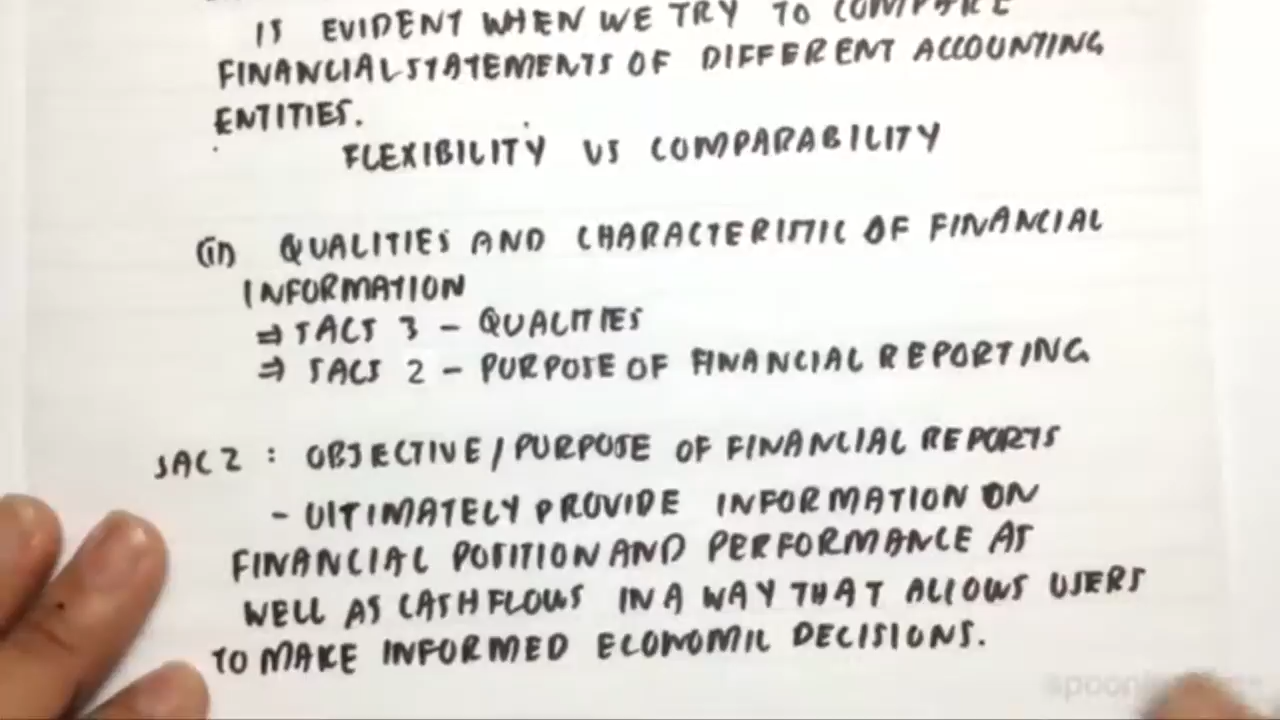 IS EVIDENT WHEN WE TRY TO COMPARE
FINANCIAL STATEMENTS OF DIFFERENT ACCOUNTING
ENTITIES.
FLEXIBILITY VS COMPARABILITY
(ii) QUALITIES AND CHARACTERISTIC OF FINANCIAL
INFORMATION
⇒ SACS 3 - QUALITIES
⇒ SACS 2 - PURPOSE OF FINANCIAL REPORTING
SAC 2 : OBJECTIVE / PURPOSE OF FINANCIAL REPORTS
- ULTIMATELY PROVIDE INFORMATION ON
FINANCIAL POSITION AND PERFORMANCE AS
WELL AS CASH FLOWS IN A WAY THAT ALLOWS USERS
TO MAKE INFORMED ECONOMIC DECISIONS.